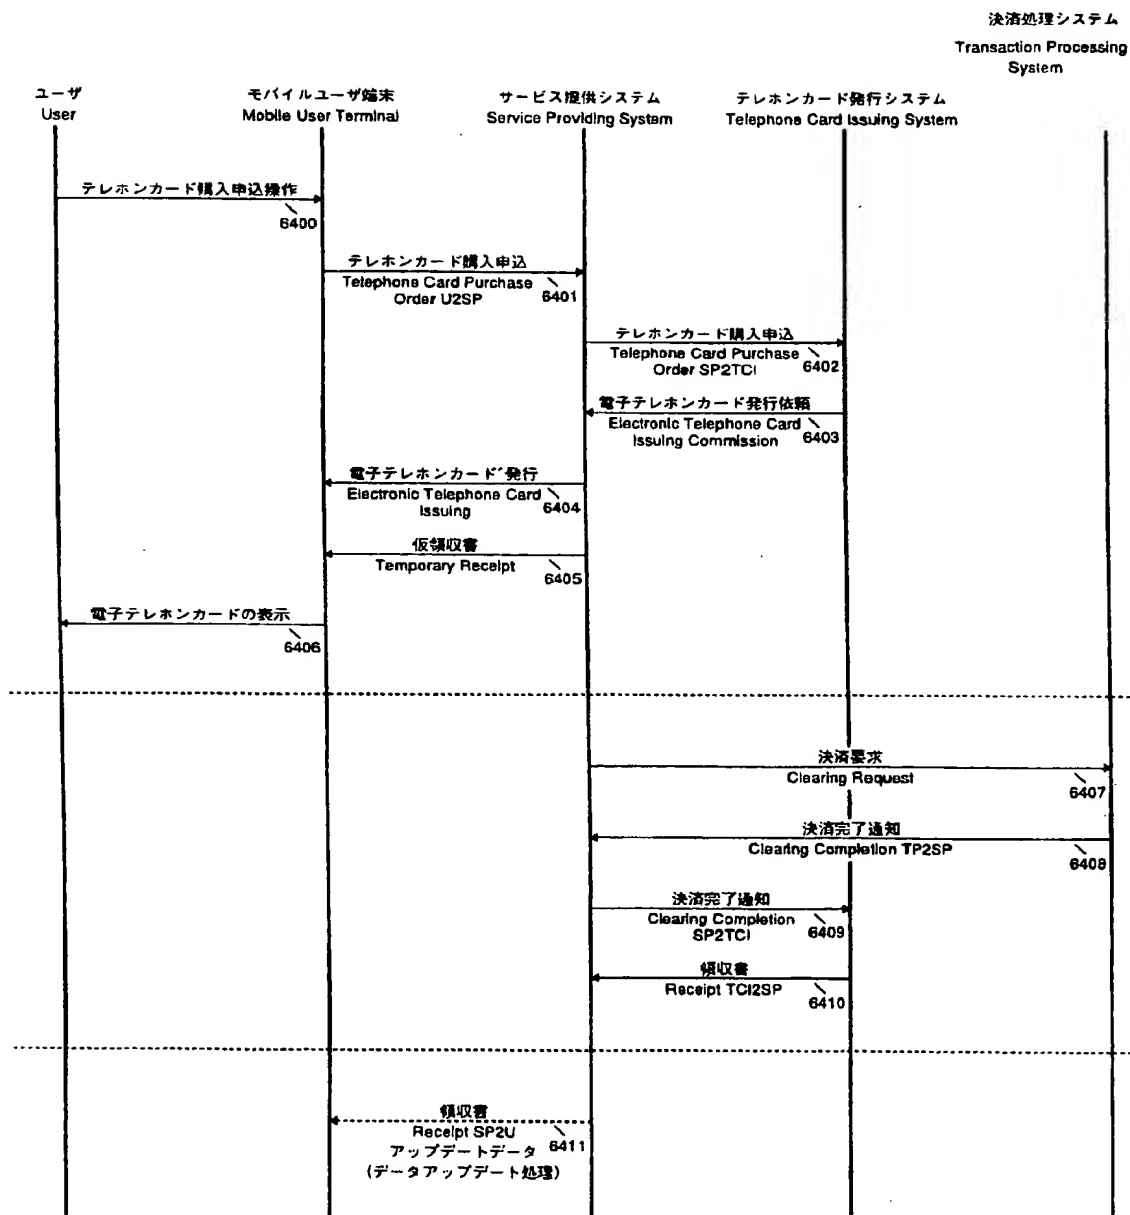 決済処理システム
Transaction Processing
System
ユーザ
User
モバイルユーザ端末
Mobile User Terminal
サービス提供システム
Service Providing System
テレホンカード発行システム
Telephone Card Issuing System
テレホンカード購入申込操作
6400
テレホンカード購入申込
Telephone Card Purchase
Order U2SP
6401
テレホンカード購入申込
Telephone Card Purchase
Order SP2TCI
6402
電子テレホンカード発行依頼
Electronic Telephone Card
Issuing Commission
6403
電子テレホンカード発行
Electronic Telephone Card
Issuing
6404
仮領収書
Temporary Receipt
6405
電子テレホンカードの表示
6406
決済要求
Clearing Request
6407
決済完了通知
Clearing Completion TP2SP
6408
決済完了通知
Clearing Completion
SP2TCI
6409
領収書
Receipt TCI2SP
6410
領収書
Receipt SP2U
6411
アップデートデータ
(データアップデート処理)